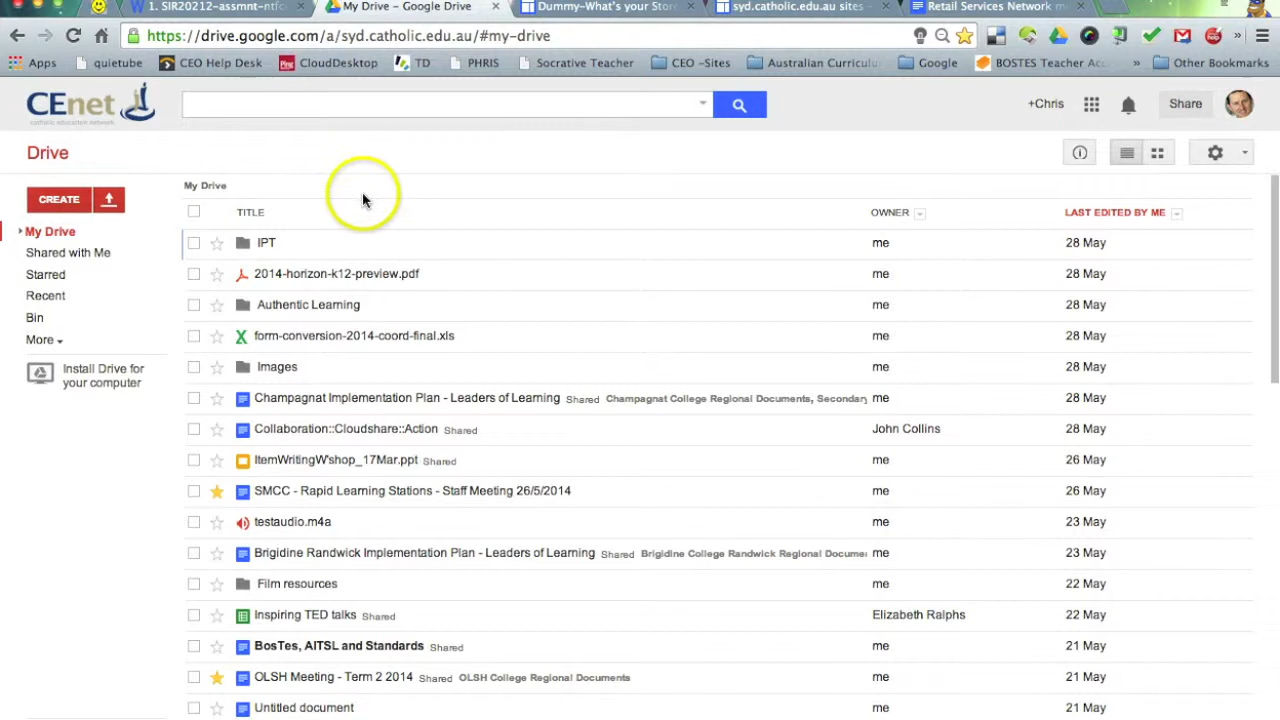 1. SIR20212-assmnt-ntfc
My Drive – Google Drive
Dummy-What's your Store
syd.catholic.edu.au sites –
Retail Services Network m
https://drive.google.com/a/syd.catholic.edu.au/#my-drive
Apps quietube CEO Help Desk CloudDesktop TD PHRIS Socrative Teacher CEO –Sites Australian Curriculu Google BOSTES Teacher Ac » Other Bookmarks
CEnet
catholic education network
+Chris
Share
Drive
CREATE
My Drive
Shared with Me
Starred
Recent
Bin
More
Install Drive for
your computer
My Drive
TITLE OWNER LAST EDITED BY ME
IPT me 28 May
2014-horizon-k12-preview.pdf me 28 May
Authentic Learning me 28 May
form-conversion-2014-coord-final.xls me 28 May
Images me 28 May
Champagnat Implementation Plan - Leaders of Learning Shared Champagnat College Regional Documents, Secondary me 28 May
Collaboration::Cloudshare::Action Shared John Collins 28 May
ItemWritingW'shop_17Mar.ppt Shared me 26 May
SMCC - Rapid Learning Stations - Staff Meeting 26/5/2014 me 26 May
testaudio.m4a me 23 May
Brigidine Randwick Implementation Plan - Leaders of Learning Shared Brigidine College Randwick Regional Docume me 23 May
Film resources me 22 May
Inspiring TED talks Shared Elizabeth Ralphs 22 May
BosTes, AITSL and Standards Shared me 21 May
OLSH Meeting - Term 2 2014 Shared OLSH College Regional Documents me 21 May
Untitled document me 21 May